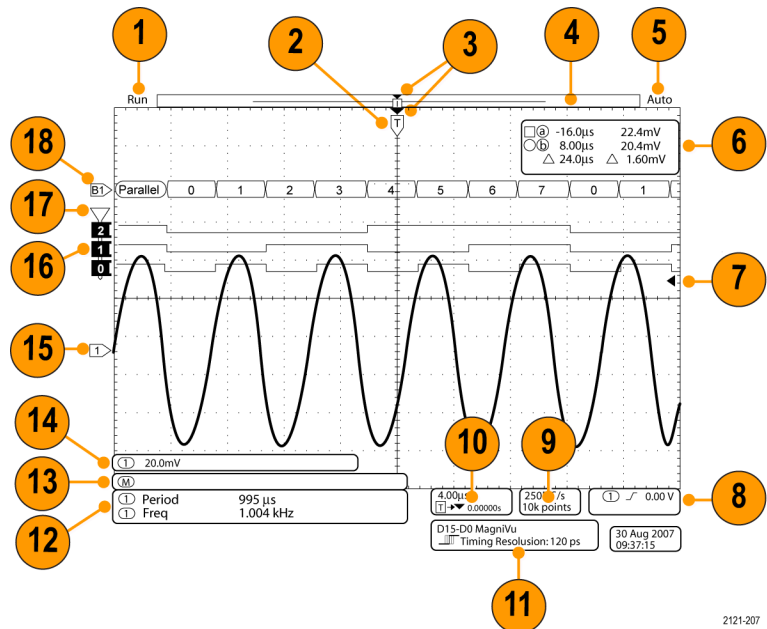 1
2
3
4
5
Run
Auto
T
ⓐ -16.0µs 22.4mV
ⓑ 8.00µs 20.4mV
△ 24.0µs △ 1.60mV
6
18
B1
Parallel 0 1 2 3 4 5 6 7 0 1
17
2
1
0
16
7
15
1
14
① 20.0mV
10
9
13
Ⓜ
12
① Period 995 µs
① Freq 1.004 kHz
4.00µs
T 0.00000s
10k points
① 0.00 V
8
D15-D0 MagniVu
Timing Resolusion: 120 ps
30 Aug 2007
09:37:15
11
2121-207